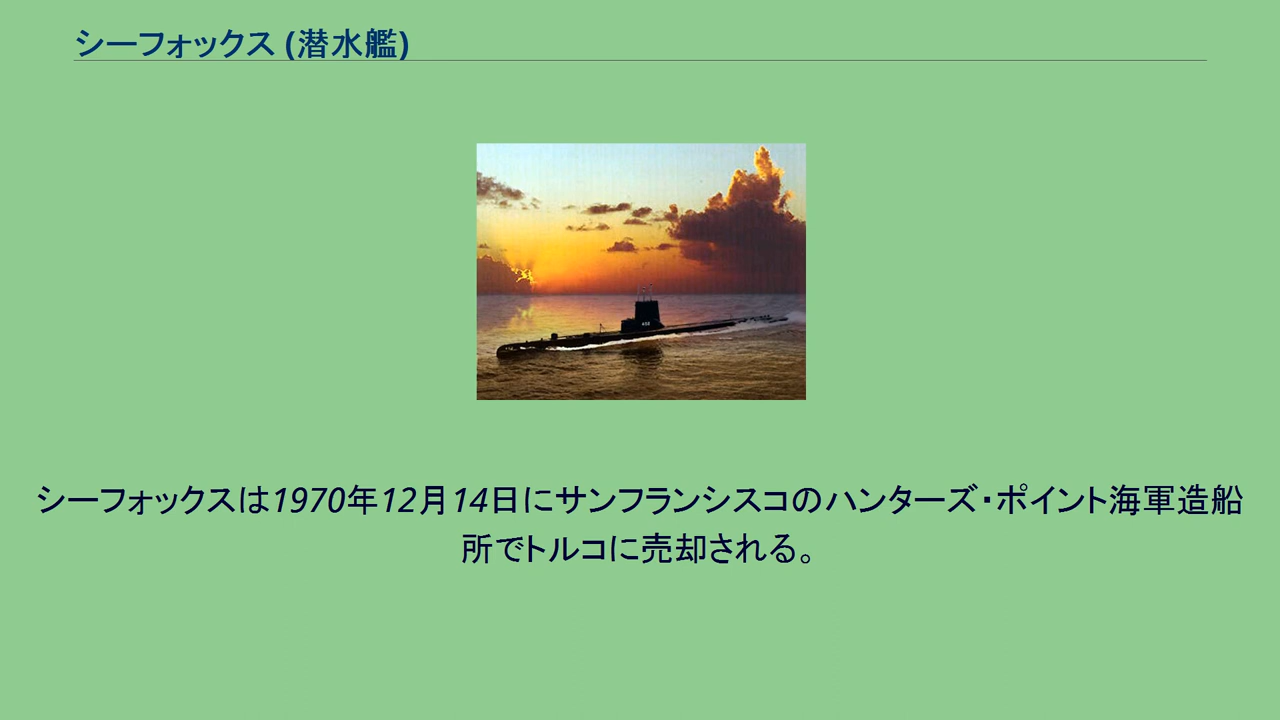 シーフォックス (潜水艦)
シーフォックスは1970年12月14日にサンフランシスコのハンターズ・ポイント海軍造船
所でトルコに売却される。